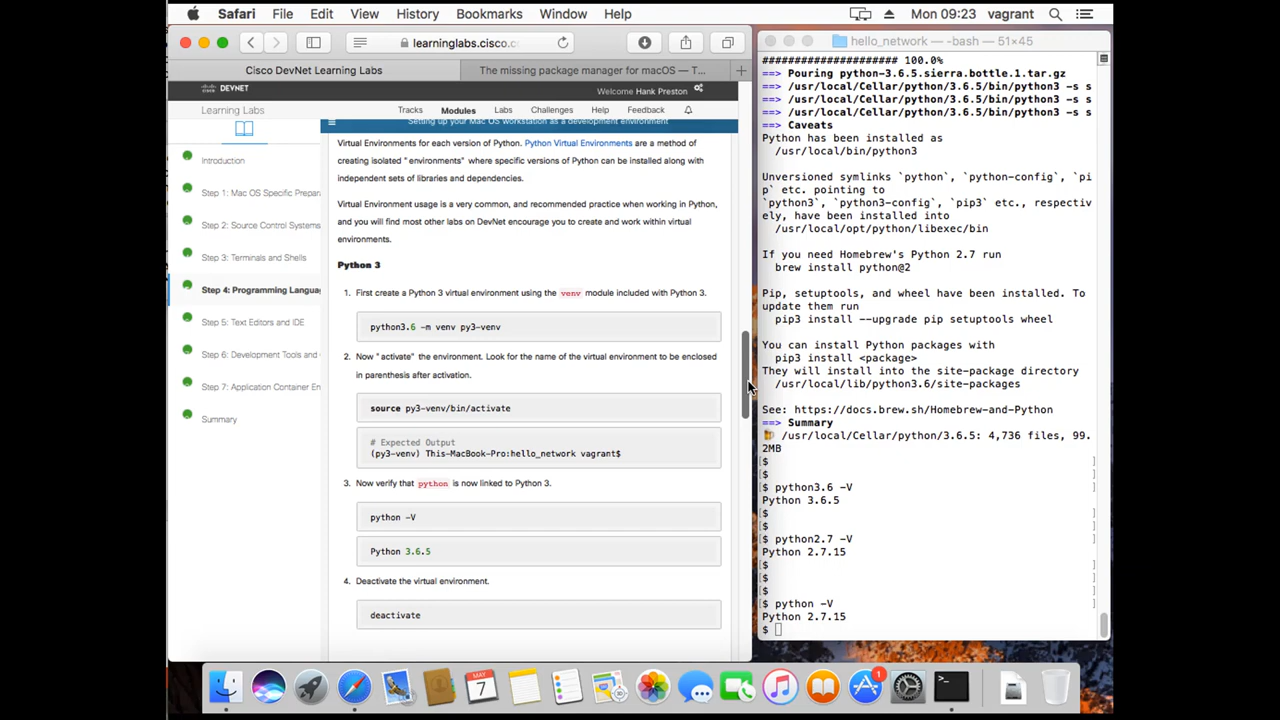 Safari File Edit View History Bookmarks Window Help Mon 09:23 vagrant
learninglabs.cisco.c
Cisco DevNet Learning Labs
The missing package manager for macOS — T...
CISCO DEVNET
Welcome Hank Preston
Learning Labs
Tracks Modules Labs Challenges Help Feedback
Setting up your Mac OS workstation as a development environment
Introduction
Step 1: Mac OS Specific Prepar
Step 2: Source Control Systems
Step 3: Terminals and Shells
Step 4: Programming Langua
Step 5: Text Editors and IDE
Step 6: Development Tools and
Step 7: Application Container En
Summary
Virtual Environments for each version of Python. Python Virtual Environments are a method of
creating isolated "environments" where specific versions of Python can be installed along with
independent sets of libraries and dependencies.
Virtual Environment usage is a very common, and recommended practice when working in Python,
and you will find most other labs on DevNet encourage you to create and work within virtual
environments.
Python 3
1. First create a Python 3 virtual environment using the venv module included with Python 3.
python3.6 -m venv py3-venv
2. Now "activate" the environment. Look for the name of the virtual environment to be enclosed
in parenthesis after activation.
source py3-venv/bin/activate
# Expected Output
(py3-venv) This-MacBook-Pro:hello_network vagrant$
3. Now verify that python is now linked to Python 3.
python -V
Python 3.6.5
4. Deactivate the virtual environment.
deactivate
hello_network — -bash — 51×45
##################### 100.0%
==> Pouring python-3.6.5.sierra.bottle.1.tar.gz
==> /usr/local/Cellar/python/3.6.5/bin/python3 -s s
==> /usr/local/Cellar/python/3.6.5/bin/python3 -s s
==> /usr/local/Cellar/python/3.6.5/bin/python3 -s s
==> Caveats
Python has been installed as
/usr/local/bin/python3
Unversioned symlinks `python`, `python-config`, `pi
p` etc. pointing to
`python3`, `python3-config`, `pip3` etc., respectiv
ely, have been installed into
/usr/local/opt/python/libexec/bin
If you need Homebrew's Python 2.7 run
brew install python@2
Pip, setuptools, and wheel have been installed. To
update them run
pip3 install --upgrade pip setuptools wheel
You can install Python packages with
pip3 install <package>
They will install into the site-package directory
/usr/local/lib/python3.6/site-packages
See: https://docs.brew.sh/Homebrew-and-Python
==> Summary
/usr/local/Cellar/python/3.6.5: 4,736 files, 99.
2MB
[$ ]
[$ ]
[$ python3.6 -V ]
Python 3.6.5
[$ ]
[$ ]
[$ python2.7 -V ]
Python 2.7.15
[$ ]
[$ ]
[$ ]
[$ python -V ]
Python 2.7.15
$
MAY
7
1